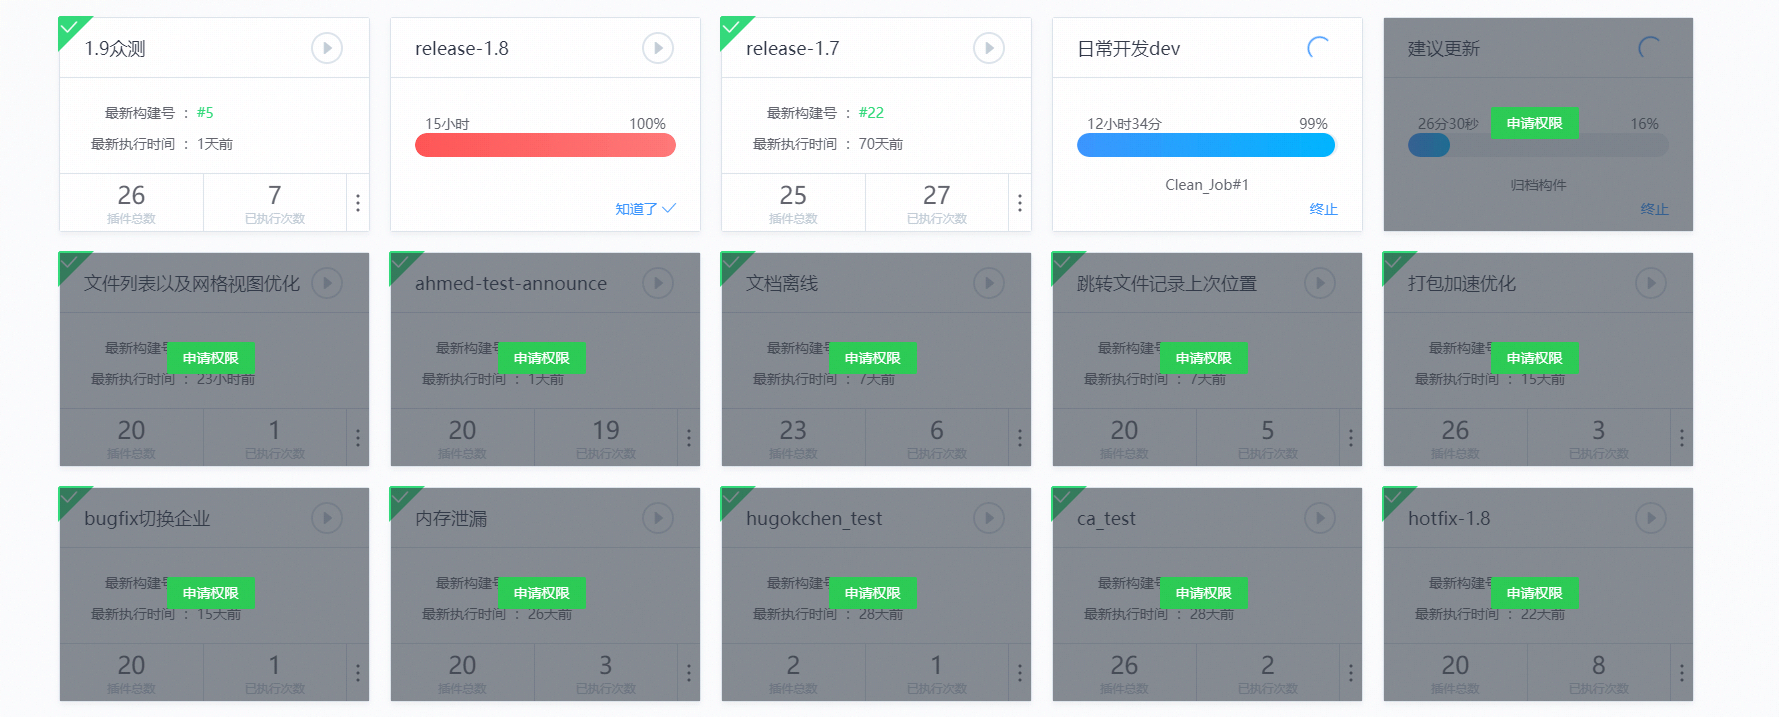 1.9众测
release-1.8
release-1.7
日常开发dev
建议更新
最新构建号 : #5
最新执行时间 : 1天前
15小时 100%
最新构建号 : #22
最新执行时间 : 70天前
12小时34分 99%
26分30秒 16%
申请权限
Clean_Job#1
归档构件
26 7
插件总数 已执行次数
知道了
25 27
插件总数 已执行次数
终止
终止
文件列表以及网格视图优化
ahmed-test-announce
文档离线
跳转文件记录上次位置
打包加速优化
最新构建号
申请权限
最新执行时间 : 23小时前
最新构建号
申请权限
最新执行时间 : 1天前
最新构建号
申请权限
最新执行时间 : 7天前
最新构建号
申请权限
最新执行时间 : 7天前
最新构建号
申请权限
最新执行时间 : 15天前
20 1
插件总数 已执行次数
20 19
插件总数 已执行次数
23 6
插件总数 已执行次数
20 5
插件总数 已执行次数
26 3
插件总数 已执行次数
bugfix切换企业
内存泄漏
hugokchen_test
ca_test
hotfix-1.8
最新构建号
申请权限
最新执行时间 : 15天前
最新构建号
申请权限
最新执行时间 : 26天前
最新构建号
申请权限
最新执行时间 : 28天前
最新构建号
申请权限
最新执行时间 : 28天前
最新构建号
申请权限
最新执行时间 : 22天前
20 1
插件总数 已执行次数
20 3
插件总数 已执行次数
2 1
插件总数 已执行次数
26 2
插件总数 已执行次数
20 8
插件总数 已执行次数